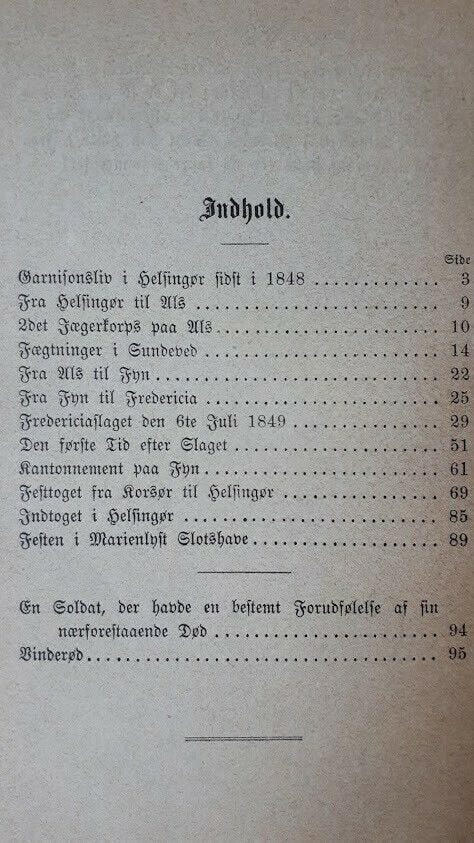 Indhold.
Side
Garnisonsliv i Helsingør sidst i 1848 ............. 3
Fra Helsingør til Als ............................ 9
2det Jægerkorps paa Als .......................... 10
Fægtninger i Sundeved ............................ 14
Fra Als til Fyn .................................. 22
Fra Fyn til Fredericia ........................... 25
Fredericiaslaget den 6te Juli 1849 ............... 29
Den første Tid efter Slaget ...................... 51
Kantonnement paa Fyn ............................. 61
Festtoget fra Korsør til Helsingør ............... 69
Indtoget i Helsingør ............................. 85
Festen i Marienlyst Slotshave .................... 89
En Soldat, der havde en bestemt Forudfølelse af sin
nærforestaaende Død .............................. 94
Vinderød ......................................... 95